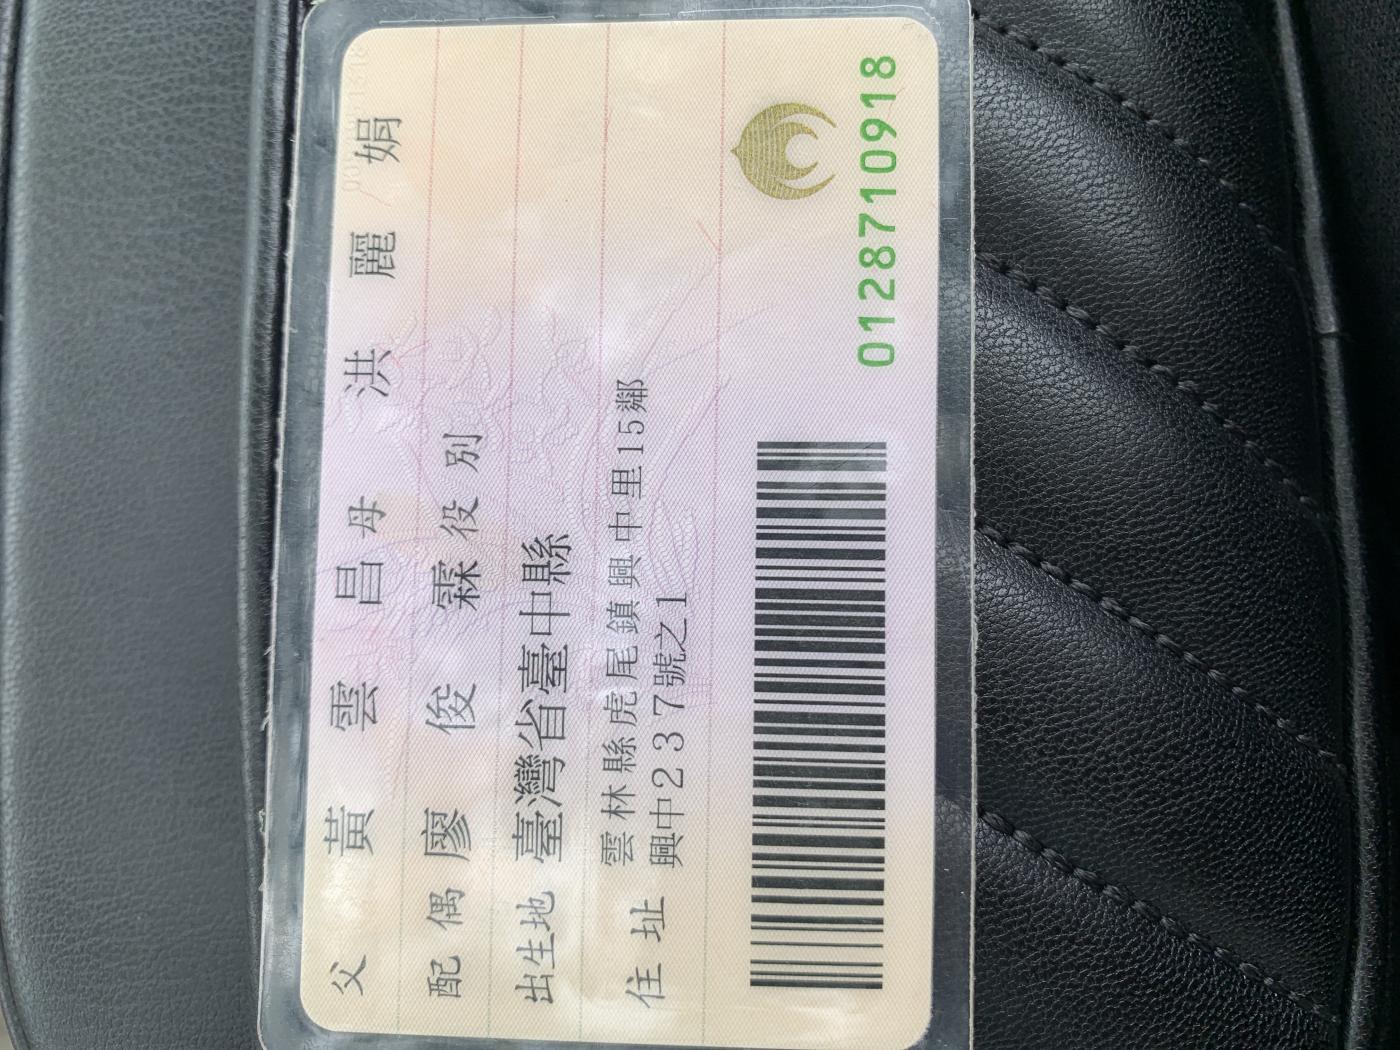 父 黃雲昌 母 洪麗娟
配偶 廖俊霖 役別
出生地 臺灣省臺中縣
住址 雲林縣虎尾鎮興中里15鄰
興中237號之1
0128710918